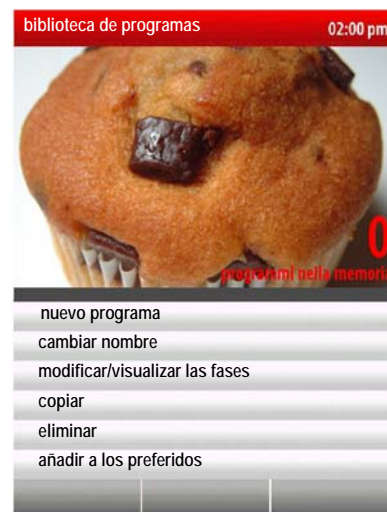 biblioteca de programas 02:00 pm
0
programmi nella memoria
nuevo programa
cambiar nombre
modificar/visualizar las fases
copiar
eliminar
añadir a los preferidos